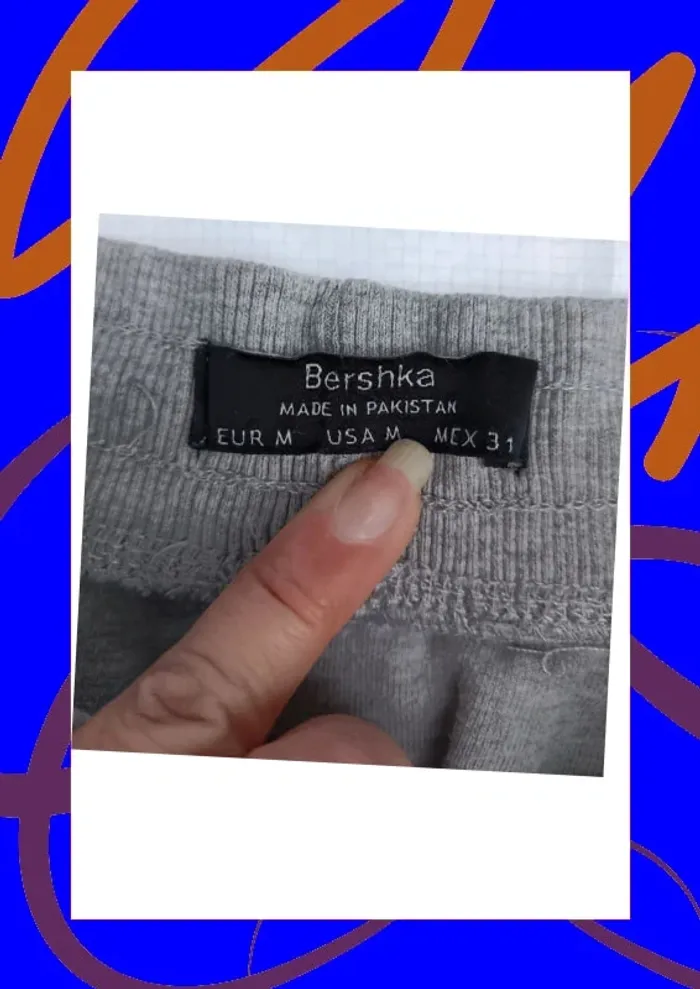 Bershka
MADE IN PAKISTAN
EUR M USA M MEX 31